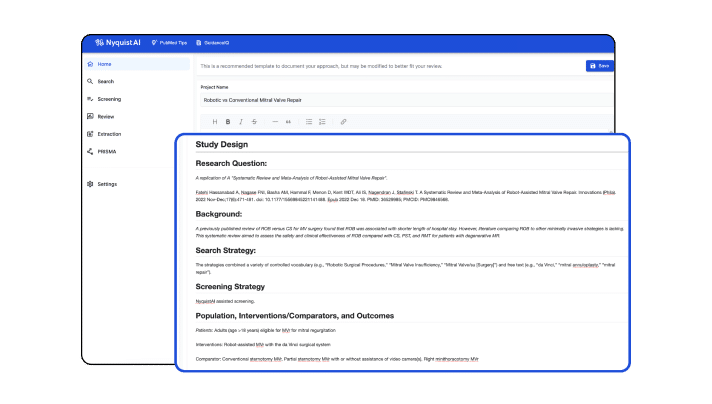 NyquistAI PubMed Tips GuidanceIQ
Home
This is a recommended template to document your approach, but may be modified to better fit your review.
Save
Search
Project Name
Screening
Robotic vs Conventional Mitral Valve Repair
Review
H B I S
Extraction
PRISMA
Settings
Study Design
Research Question:
A replication of A "Systematic Review and Meta-Analysis of Robot-Assisted Mitral Valve Repair".
Fatehi Hassanabad A, Nagase FNI, Basha AM, Hammal F, Menon D, Kent WDT, Ali IS, Nagendran J, Stafinski T. A Systematic Review and Meta-Analysis of Robot-Assisted Mitral Valve Repair. Innovations (Phila).
2022 Nov-Dec;17(6):471-481. doi: 10.1177/15569845221141488. Epub 2022 Dec 18. PMID: 36529985; PMCID: PMC9846568.
Background:
A previously published review of ROB versus CS for MV surgery found that ROB was associated with shorter length of hospital stay. However, literature comparing ROB to other minimally invasive strategies is lacking.
This systematic review aimed to assess the safety and clinical effectiveness of ROB compared with CS, PST, and RMT for patients with degenerative MR.
Search Strategy:
The strategies combined a variety of controlled vocabulary (e.g., "Robotic Surgical Procedures," "Mitral Valve Insufficiency," "Mitral Valve/su [Surgery]") and free text (e.g., "da Vinci," "mitral annuloplasty," "mitral
repair").
Screening Strategy
NyquistAI assisted screening.
Population, Interventions/Comparators, and Outcomes
Patients: Adults (age >18 years) eligible for MVr for mitral regurgitation
Interventions: Robot-assisted MVr with the da Vinci surgical system
Comparator: Conventional sternotomy MVr, Partial sternotomy MVr with or without assistance of video camera(s), Right minithoracotomy MVr